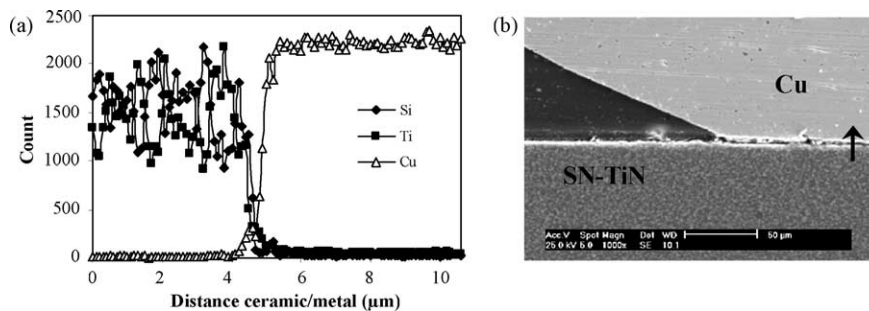 (a)
2500
2000
1500
1000
500
0
Count
Si
Ti
Cu
0 2 4 6 8 10
Distance ceramic/metal (µm)
(b)
Cu
SN-TiN
Acc.V Spot Magn Det WD
25.0 kV 5.0 1000x SE 10.1
50 µm